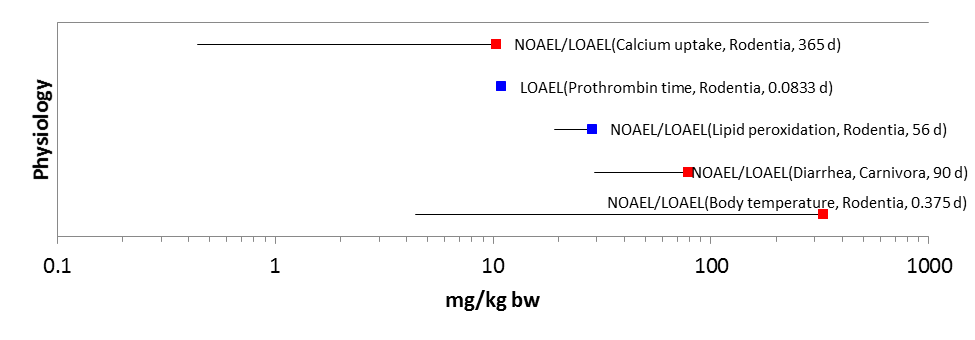 Physiology
NOAEL/LOAEL(Calcium uptake, Rodentia, 365 d)
LOAEL(Prothrombin time, Rodentia, 0.0833 d)
NOAEL/LOAEL(Lipid peroxidation, Rodentia, 56 d)
NOAEL/LOAEL(Diarrhea, Carnivora, 90 d)
NOAEL/LOAEL(Body temperature, Rodentia, 0.375 d)
0.1 1 10 100 1000
mg/kg bw